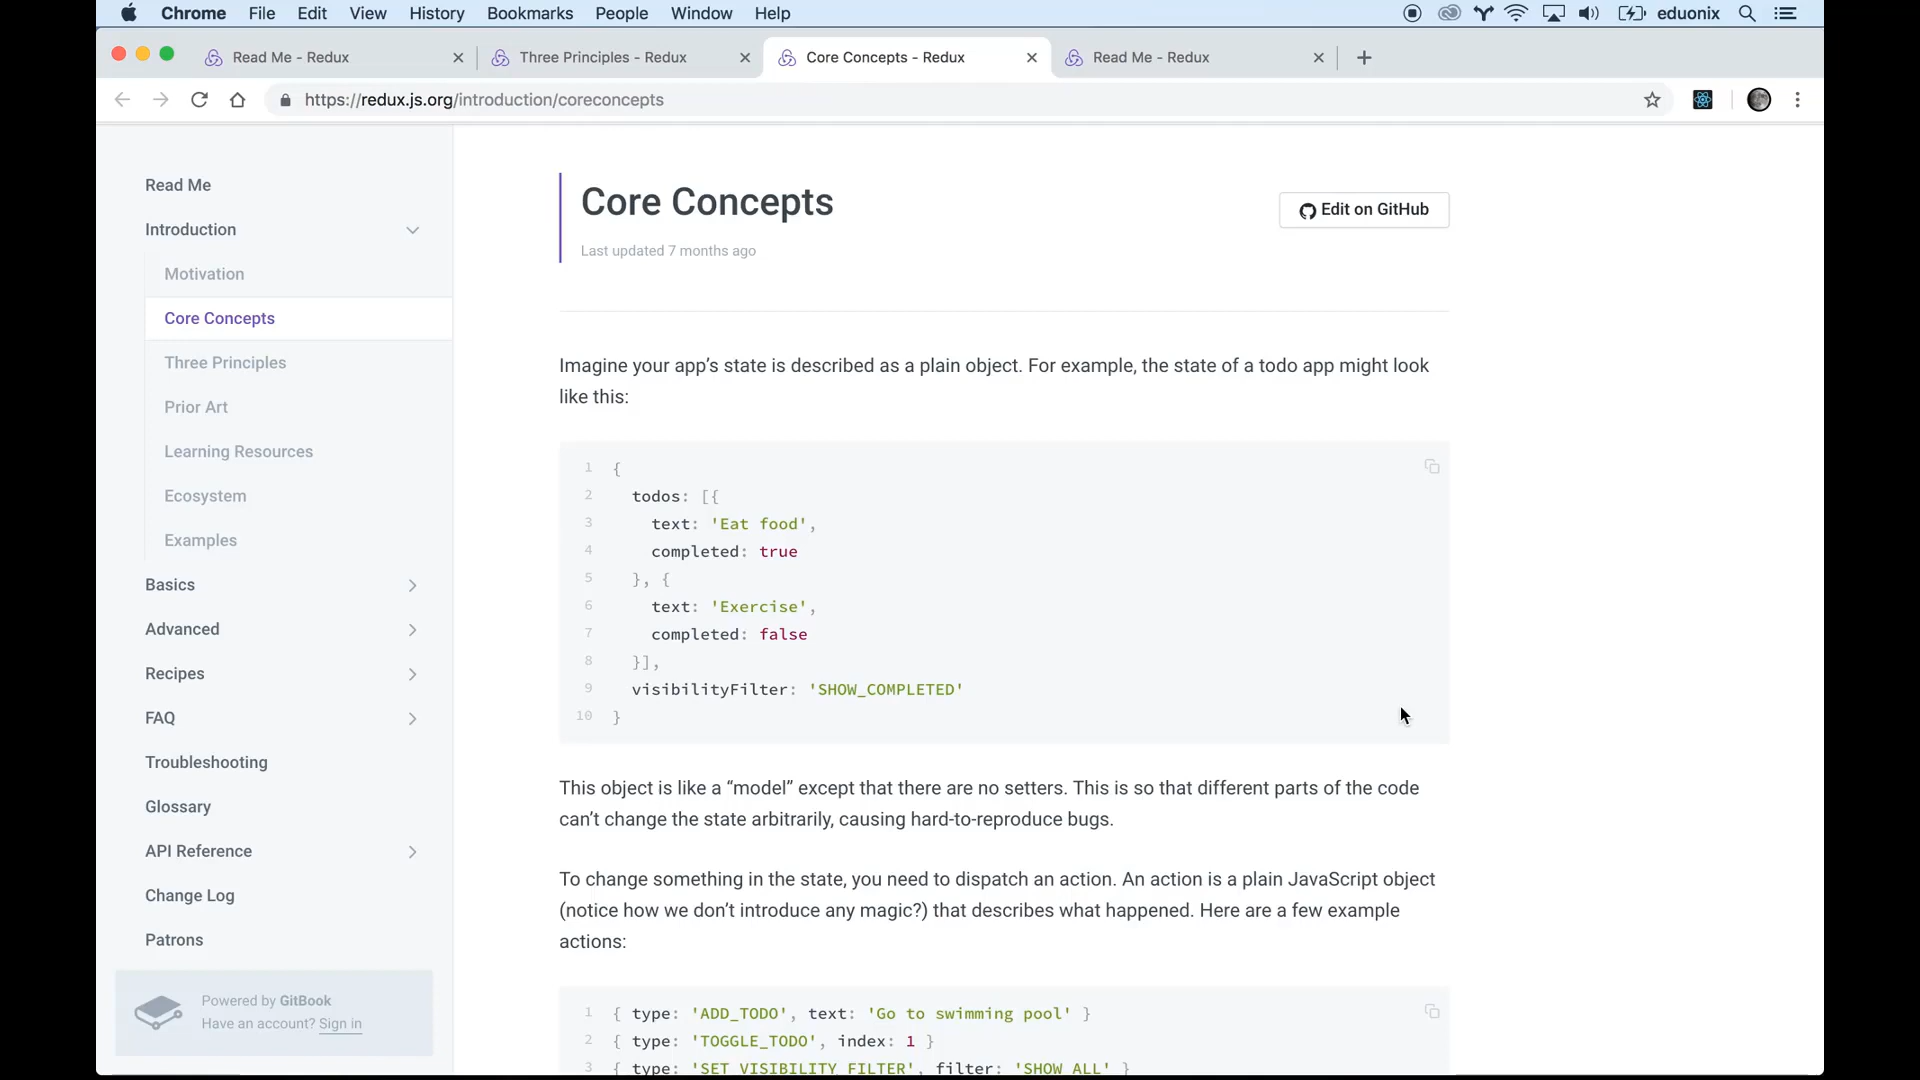 Chrome File Edit View History Bookmarks People Window Help eduonix
Read Me - Redux
Three Principles - Redux
Core Concepts - Redux
Read Me - Redux
https://redux.js.org/introduction/coreconcepts
Read Me
Introduction
Motivation
Core Concepts
Three Principles
Prior Art
Learning Resources
Ecosystem
Examples
Basics
Advanced
Recipes
FAQ
Troubleshooting
Glossary
API Reference
Change Log
Patrons
Powered by GitBook
Have an account? Sign in
Core Concepts
Last updated 7 months ago
Edit on GitHub
Imagine your app’s state is described as a plain object. For example, the state of a todo app might look
like this:
1 {
2 todos: [{
3 text: 'Eat food',
4 completed: true
5 }, {
6 text: 'Exercise',
7 completed: false
8 }],
9 visibilityFilter: 'SHOW_COMPLETED'
10 }
This object is like a “model” except that there are no setters. This is so that different parts of the code
can’t change the state arbitrarily, causing hard-to-reproduce bugs.
To change something in the state, you need to dispatch an action. An action is a plain JavaScript object
(notice how we don’t introduce any magic?) that describes what happened. Here are a few example
actions:
1 { type: 'ADD_TODO', text: 'Go to swimming pool' }
2 { type: 'TOGGLE_TODO', index: 1 }
3 { type: 'SET_VISIBILITY_FILTER', filter: 'SHOW_ALL' }